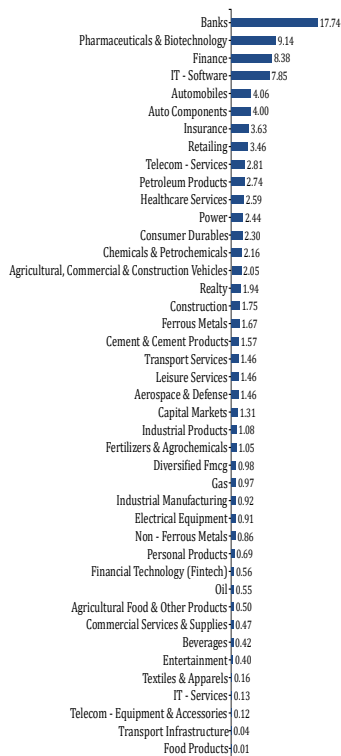 Banks 17.74
Pharmaceuticals & Biotechnology 9.14
Finance 8.38
IT - Software 7.85
Automobiles 4.06
Auto Components 4.00
Insurance 3.63
Retailing 3.46
Telecom - Services 2.81
Petroleum Products 2.74
Healthcare Services 2.59
Power 2.44
Consumer Durables 2.30
Chemicals & Petrochemicals 2.16
Agricultural, Commercial & Construction Vehicles 2.05
Realty 1.94
Construction 1.75
Ferrous Metals 1.67
Cement & Cement Products 1.57
Transport Services 1.46
Leisure Services 1.46
Aerospace & Defense 1.46
Capital Markets 1.31
Industrial Products 1.08
Fertilizers & Agrochemicals 1.05
Diversified Fmcg 0.98
Gas 0.97
Industrial Manufacturing 0.92
Electrical Equipment 0.91
Non - Ferrous Metals 0.86
Personal Products 0.69
Financial Technology (Fintech) 0.56
Oil 0.55
Agricultural Food & Other Products 0.50
Commercial Services & Supplies 0.47
Beverages 0.42
Entertainment 0.40
Textiles & Apparels 0.16
IT - Services 0.13
Telecom - Equipment & Accessories 0.12
Transport Infrastructure 0.04
Food Products 0.01